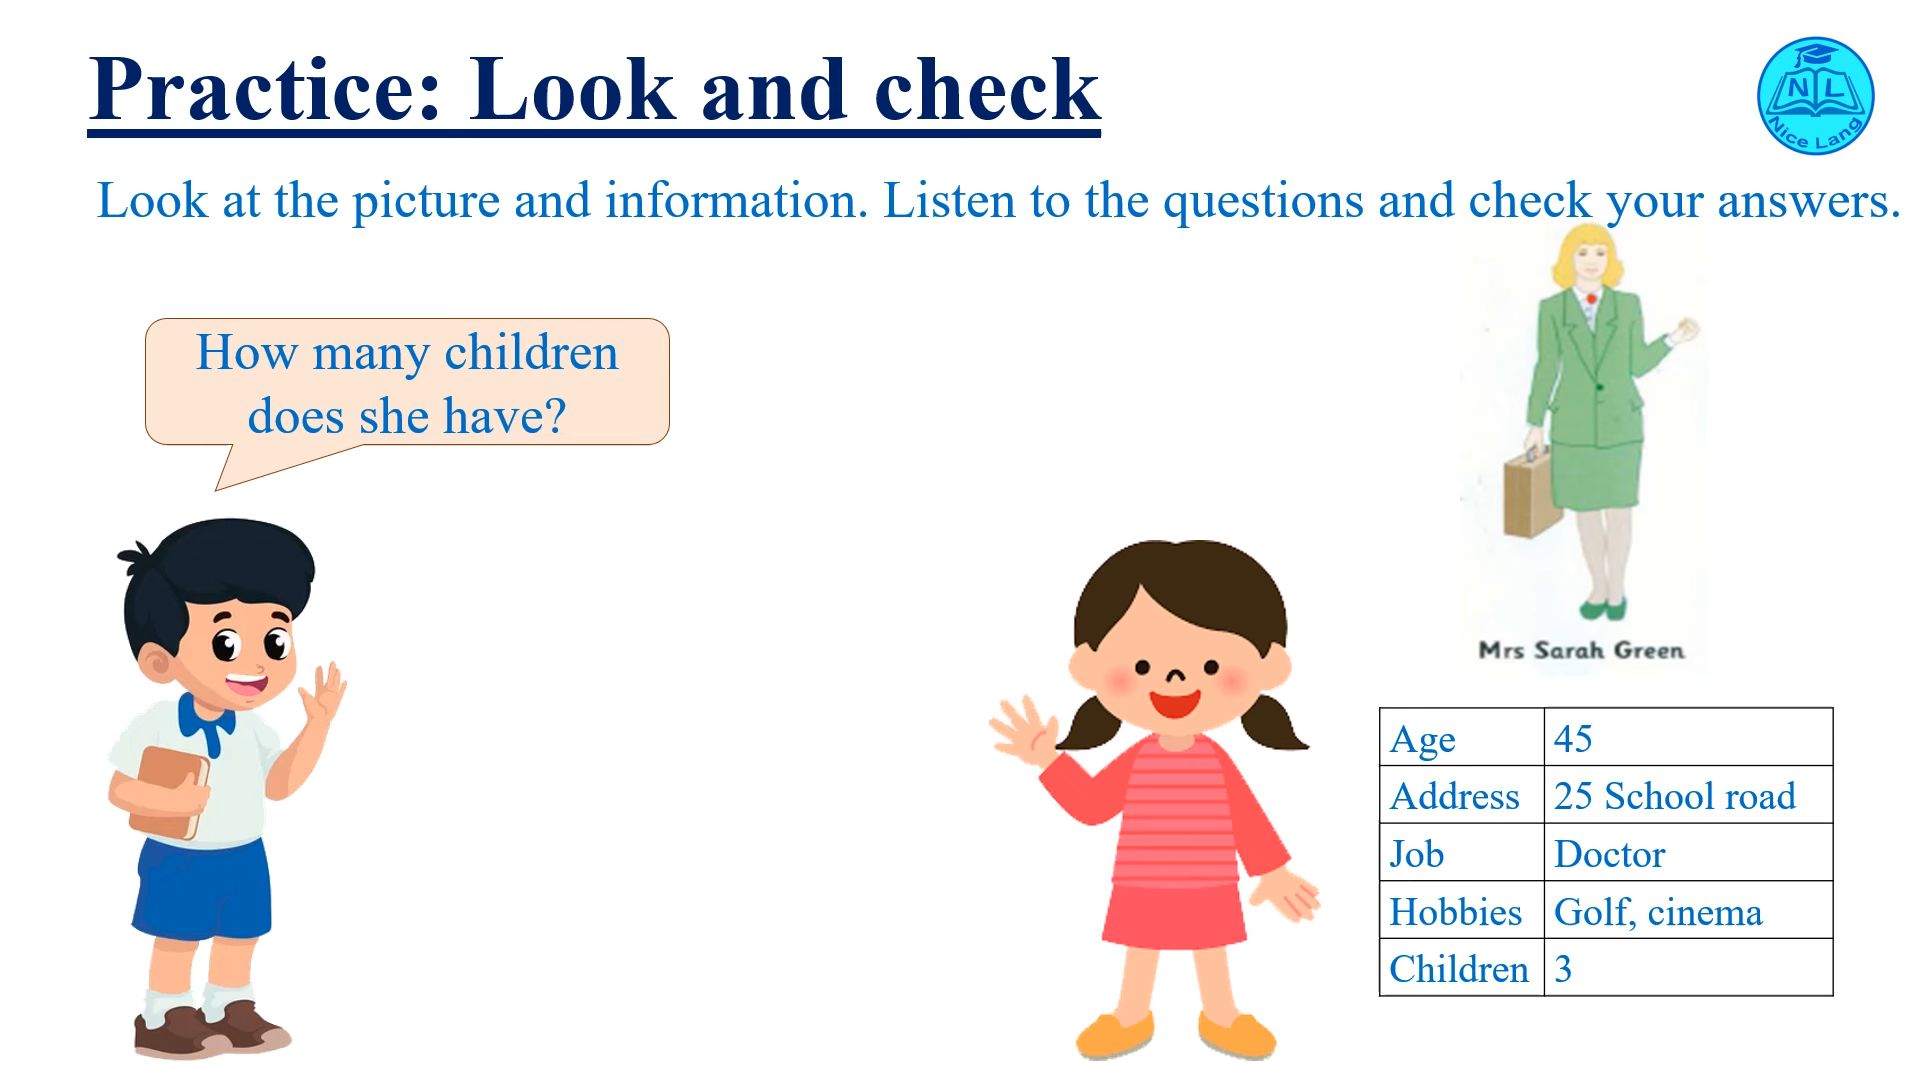 Practice: Look and check
N L
Nice Lang
Look at the picture and information. Listen to the questions and check your answers.
How many children
does she have?
Mrs Sarah Green
Age 45
Address 25 School road
Job Doctor
Hobbies Golf, cinema
Children 3